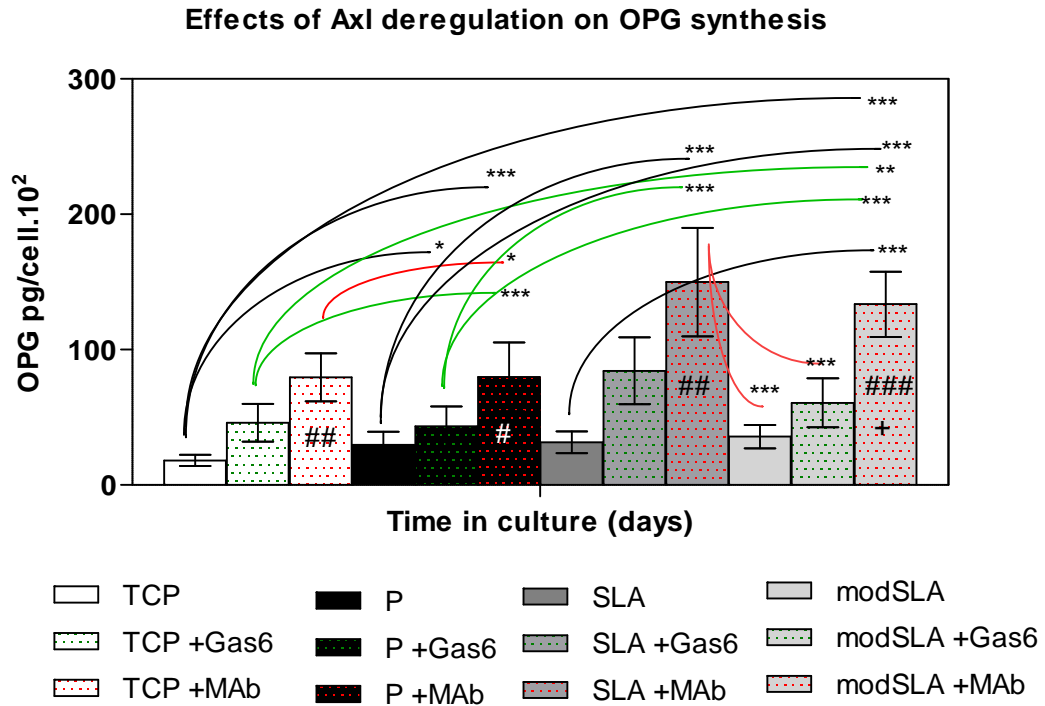 Effects of Axl deregulation on OPG synthesis
300
200
100
0
OPG pg/cell.10²
***
***
***
***
**
***
***
*
*
***
***
***
***
##
#
##
###
+
Time in culture (days)
TCP
P
SLA
modSLA
TCP +Gas6
P +Gas6
SLA +Gas6
modSLA +Gas6
TCP +MAb
P +MAb
SLA +MAb
modSLA +MAb